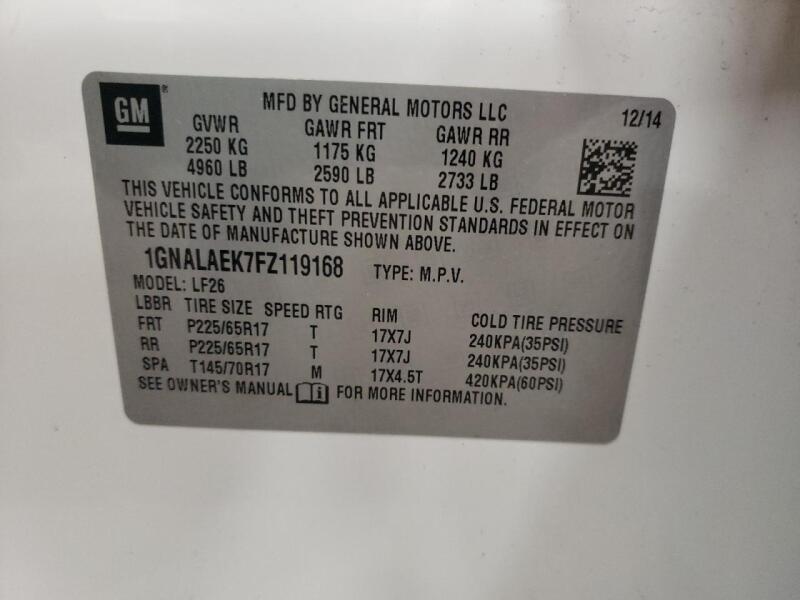 GM ®
MFD BY GENERAL MOTORS LLC 12/14
GVWR GAWR FRT GAWR RR
2250 KG 1175 KG 1240 KG
4960 LB 2590 LB 2733 LB
THIS VEHICLE CONFORMS TO ALL APPLICABLE U.S. FEDERAL MOTOR
VEHICLE SAFETY AND THEFT PREVENTION STANDARDS IN EFFECT ON
THE DATE OF MANUFACTURE SHOWN ABOVE.
1GNALAEK7FZ119168 TYPE: M.P.V.
MODEL: LF26
LBBR TIRE SIZE SPEED RTG RIM COLD TIRE PRESSURE
FRT P225/65R17 T 17X7J 240KPA(35PSI)
RR P225/65R17 T 17X7J 240KPA(35PSI)
SPA T145/70R17 M 17X4.5T 420KPA(60PSI)
SEE OWNER'S MANUAL i FOR MORE INFORMATION.